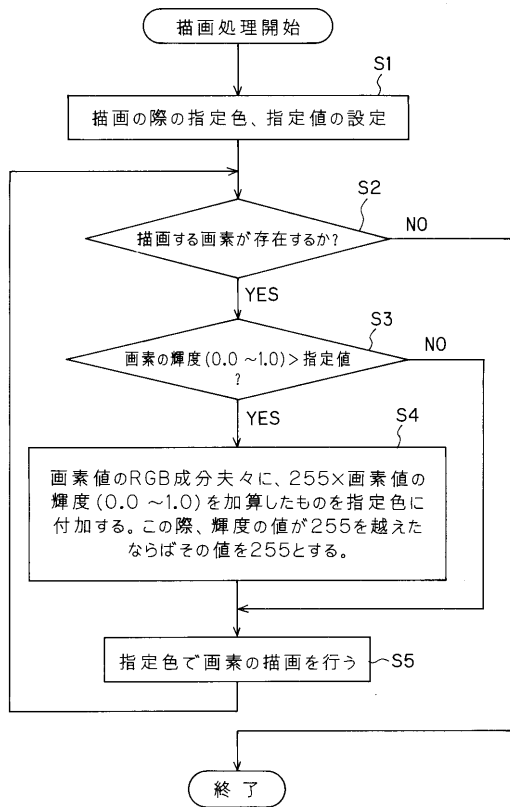 描画処理開始
S1
描画の際の指定色、指定値の設定
S2
描画する画素が存在するか?
NO
YES
S3
画素の輝度(0.0 ～1.0)>指定値
?
NO
YES
S4
画素値のRGB成分夫々に、255×画素値の
輝度(0.0 ～1.0)を加算したものを指定色に
付加する。この際、輝度の値が255を越えた
ならばその値を255とする。
指定色で画素の描画を行う
S5
終了